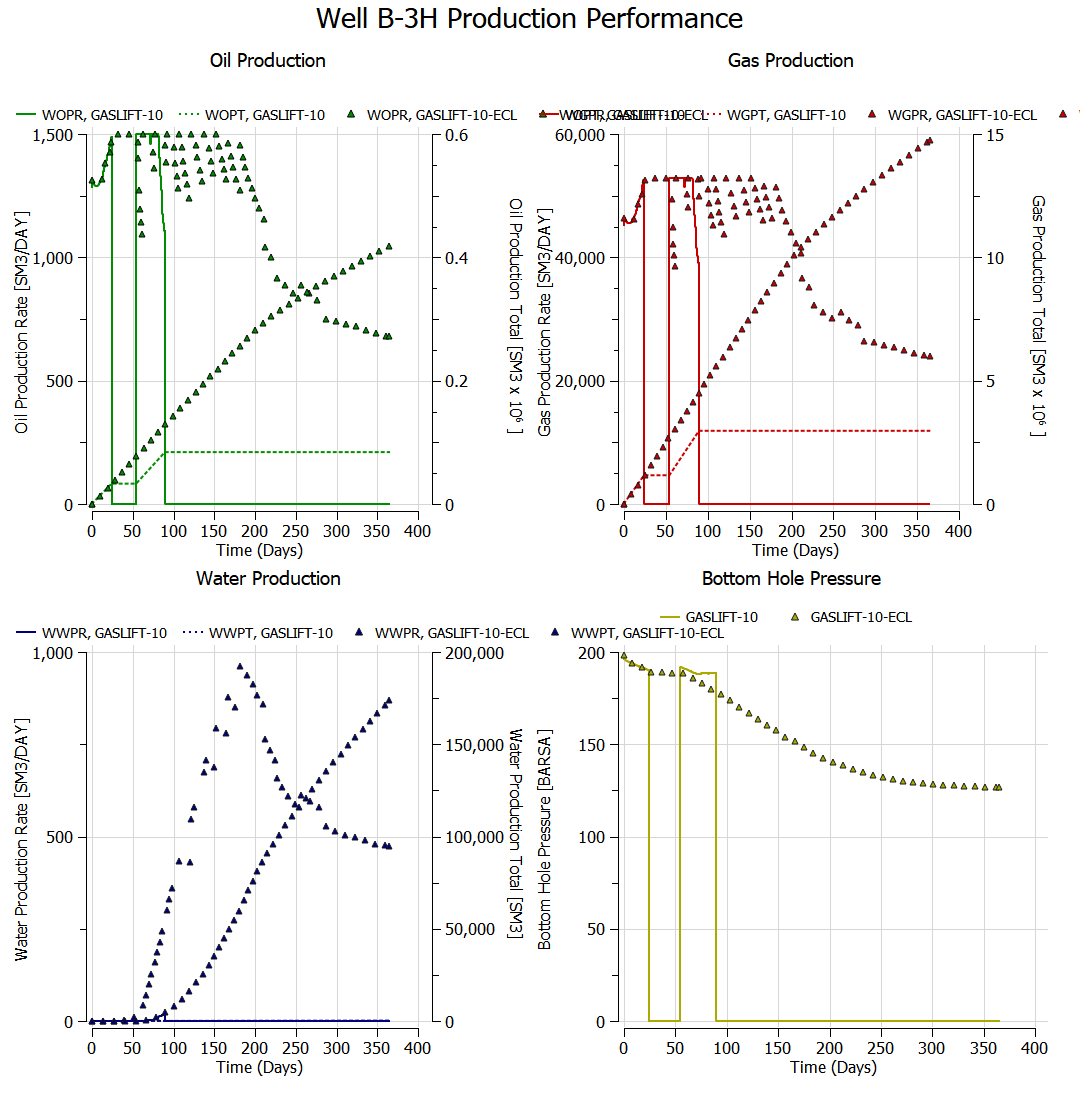 Well B-3H Production Performance
Oil Production
WOPR, GASLIFT-10 WOPT, GASLIFT-10 WOPR, GASLIFT-10-ECL WOPT, GASLIFT-10-ECL
1,500
1,000
500
0
Oil Production Rate [SM3/DAY]
0.6
0.4
0.2
0
Oil Production Total [SM3 x 10⁶ ]
0 50 100 150 200 250 300 350 400
Time (Days)
Gas Production
WGPR, GASLIFT-10 WGPT, GASLIFT-10 WGPR, GASLIFT-10-ECL
60,000
40,000
20,000
0
Gas Production Rate [SM3/DAY]
15
10
5
0
Gas Production Total [SM3 x 10⁶ ]
0 50 100 150 200 250 300 350 400
Time (Days)
Water Production
WWPR, GASLIFT-10 WWPT, GASLIFT-10 WWPR, GASLIFT-10-ECL WWPT, GASLIFT-10-ECL
1,000
500
0
Water Production Rate [SM3/DAY]
200,000
150,000
100,000
50,000
0
Water Production Total [SM3]
0 50 100 150 200 250 300 350 400
Time (Days)
Bottom Hole Pressure
GASLIFT-10 GASLIFT-10-ECL
200
150
100
50
0
Bottom Hole Pressure [BARSA]
0 50 100 150 200 250 300 350 400
Time (Days)